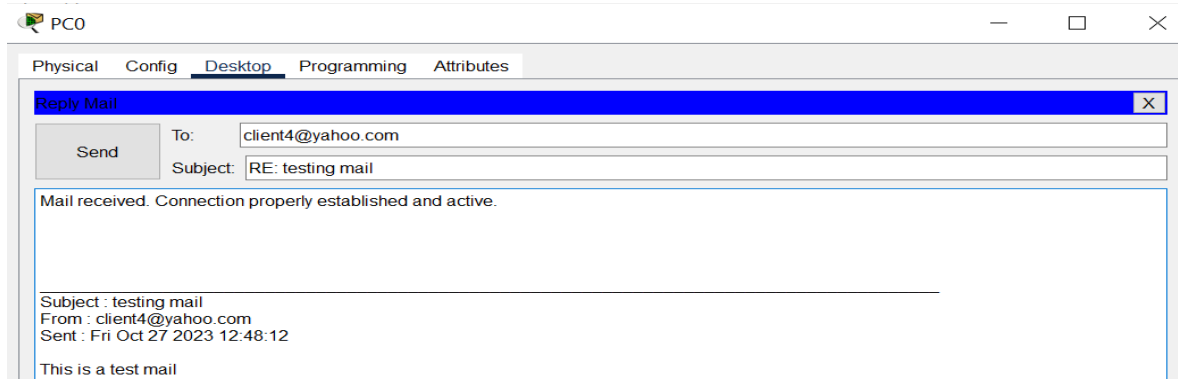 PC0
Physical Config Desktop Programming Attributes
Reply Mail
X
Send
To: client4@yahoo.com
Subject: RE: testing mail
Mail received. Connection properly established and active.
Subject : testing mail
From : client4@yahoo.com
Sent : Fri Oct 27 2023 12:48:12
This is a test mail